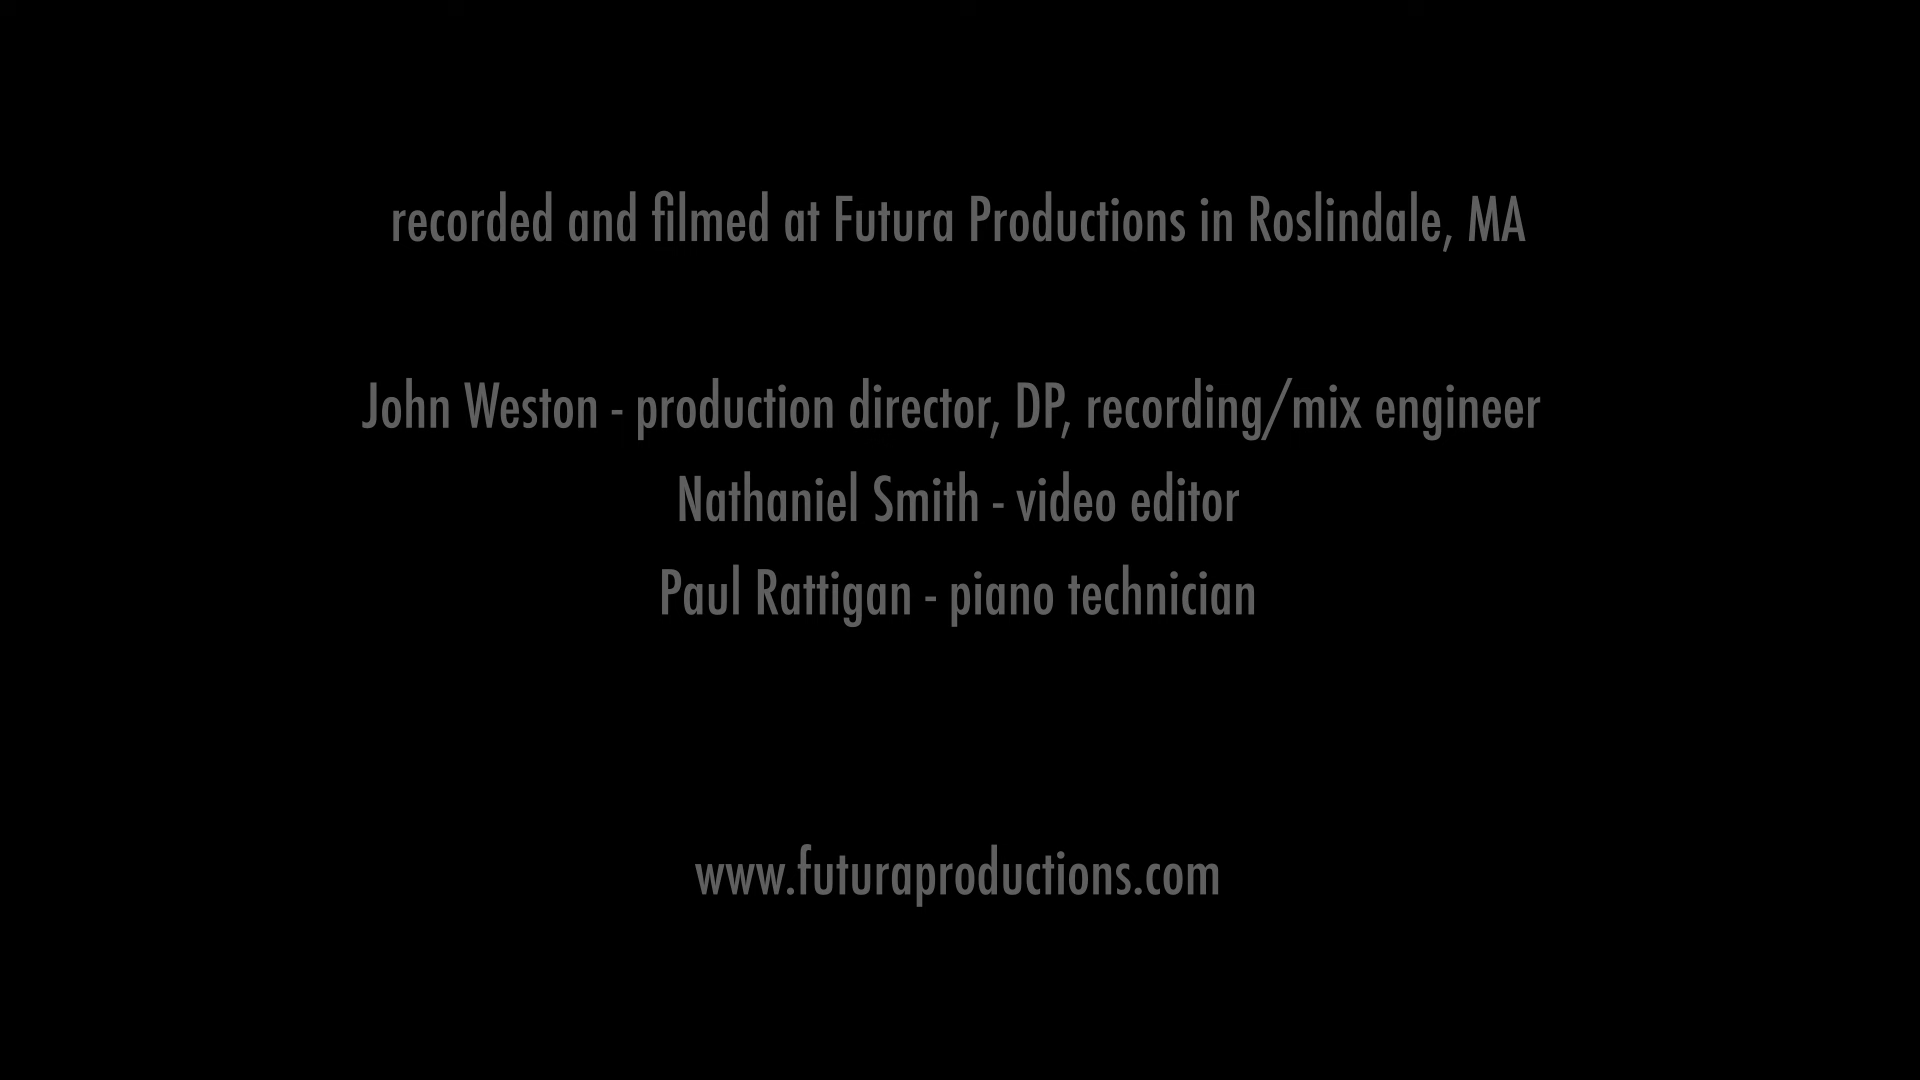 recorded and filmed at Futura Productions in Roslindale, MA
John Weston - production director, DP, recording/mix engineer
Nathaniel Smith - video editor
Paul Rattigan - piano technician
www.futuraproductions.com